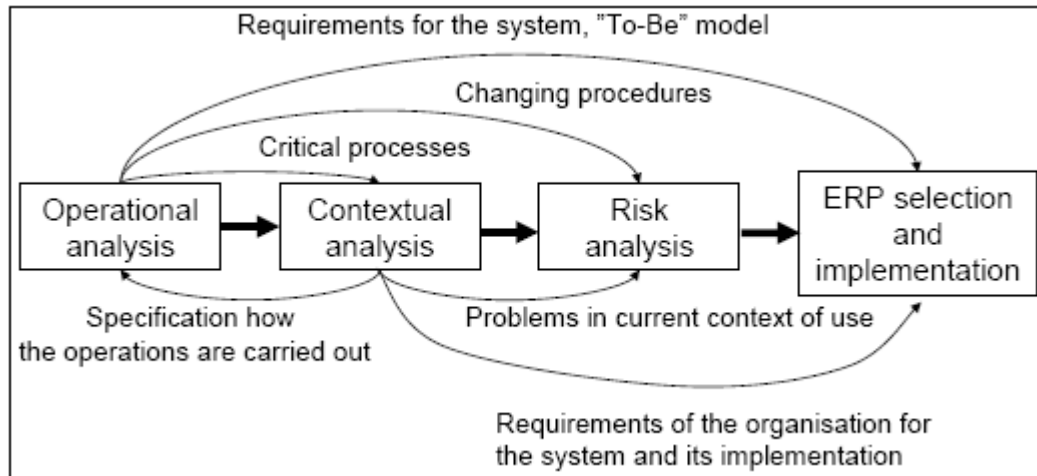 Requirements for the system, ”To-Be” model
Changing procedures
Critical processes
Operational
analysis
Contextual
analysis
Risk
analysis
ERP selection
and
implementation
Specification how
the operations are carried out
Problems in current context of use
Requirements of the organisation for
the system and its implementation